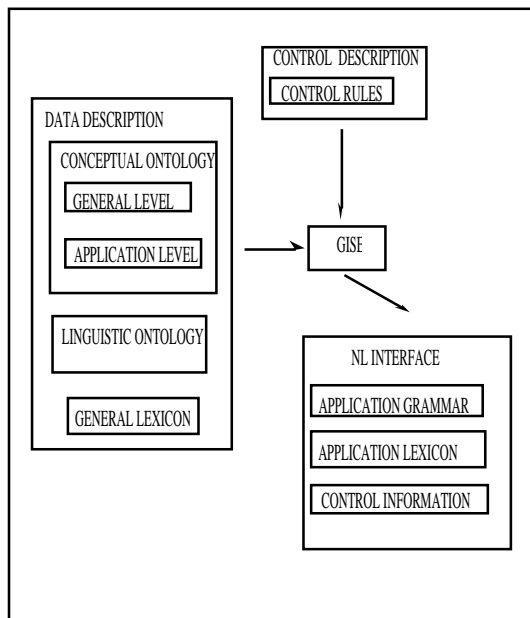 CONTROL DESCRIPTION
CONTROL RULES
DATA DESCRIPTION
CONCEPTUAL ONTOLOGY
GENERAL LEVEL
APPLICATION LEVEL
GISE
LINGUISTIC ONTOLOGY
GENERAL LEXICON
NL INTERFACE
APPLICATION GRAMMAR
APPLICATION LEXICON
CONTROL INFORMATION